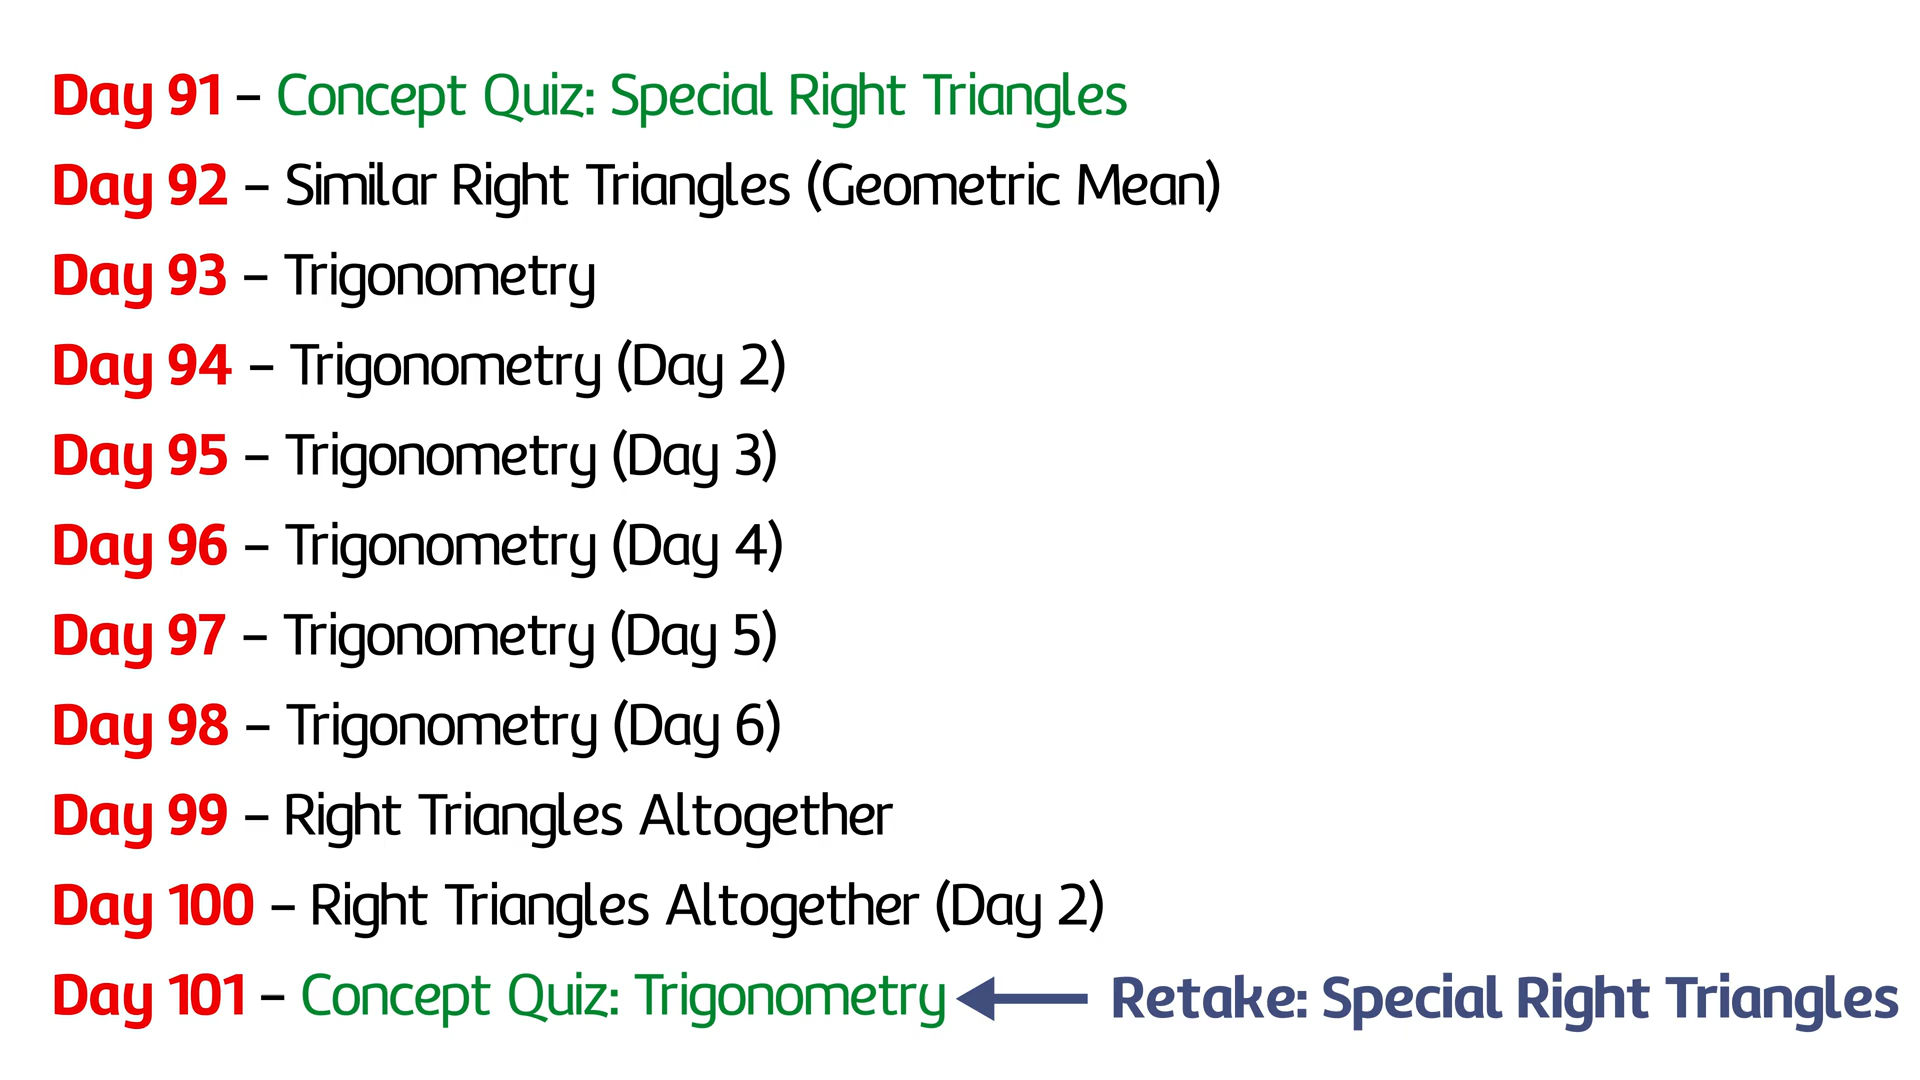 Day 91 – Concept Quiz: Special Right Triangles
Day 92 – Similar Right Triangles (Geometric Mean)
Day 93 – Trigonometry
Day 94 – Trigonometry (Day 2)
Day 95 – Trigonometry (Day 3)
Day 96 – Trigonometry (Day 4)
Day 97 – Trigonometry (Day 5)
Day 98 – Trigonometry (Day 6)
Day 99 – Right Triangles Altogether
Day 100 – Right Triangles Altogether (Day 2)
Day 101 – Concept Quiz: Trigonometry Retake: Special Right Triangles